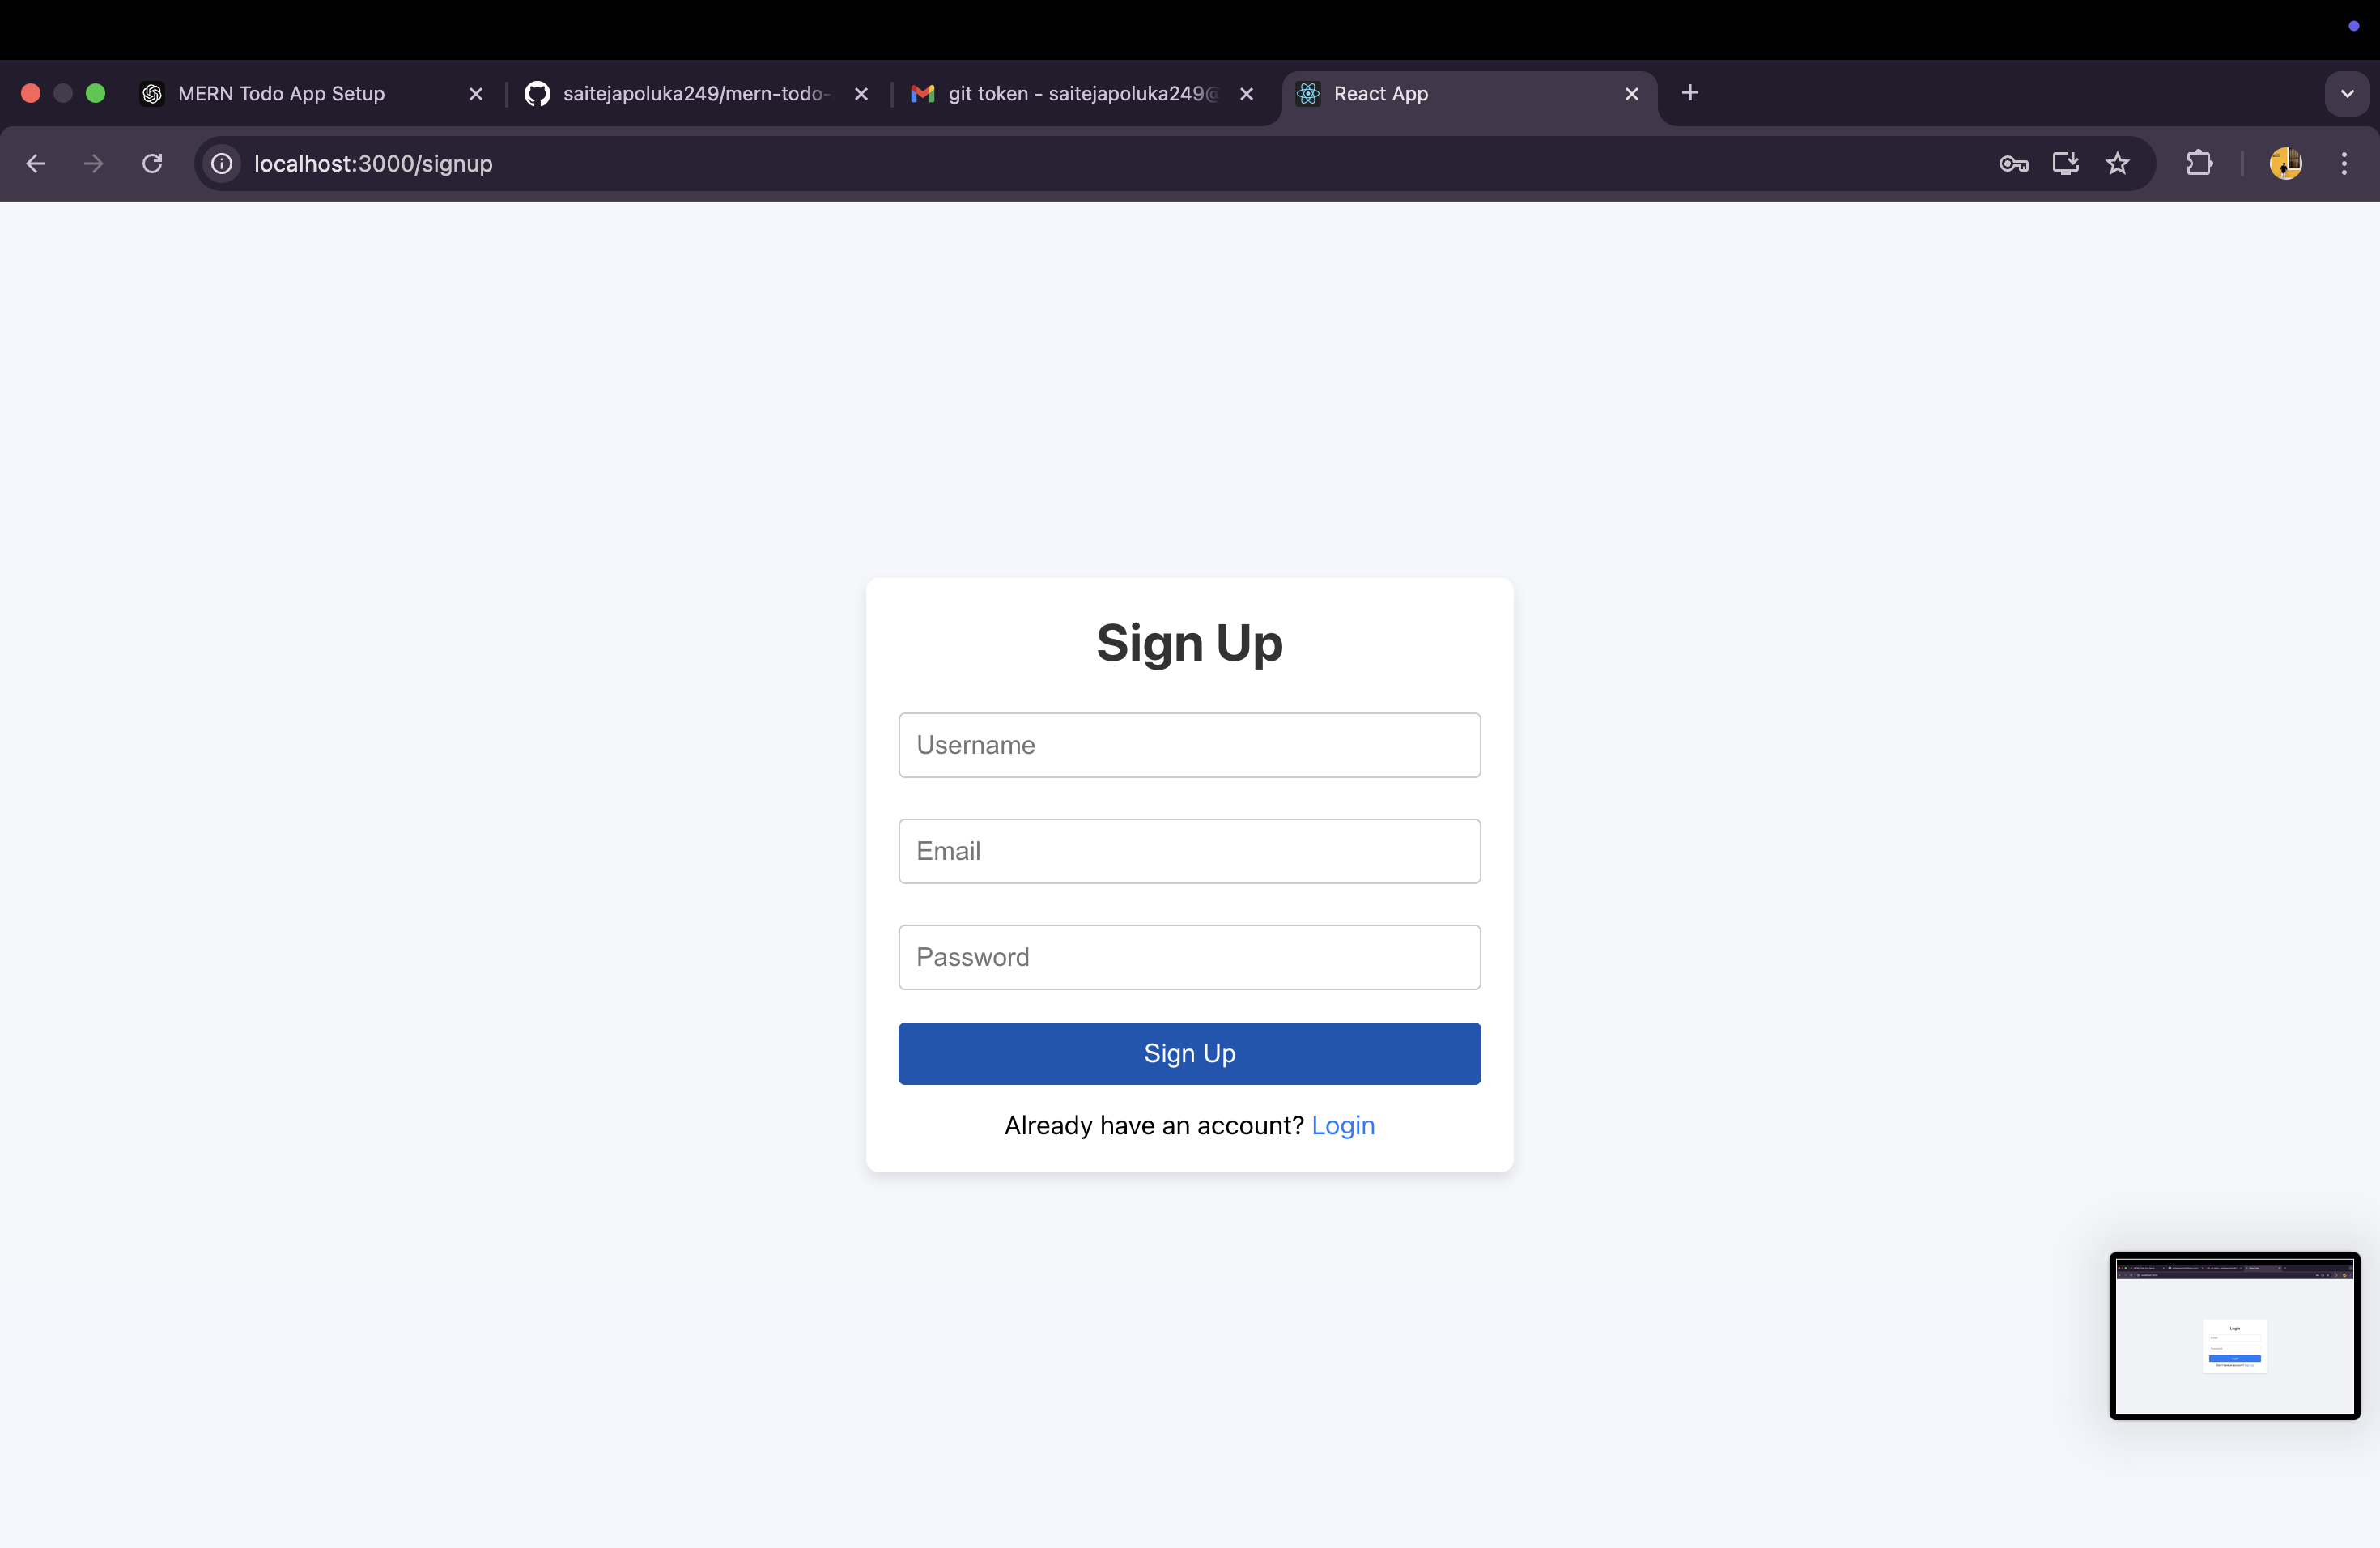 MERN Todo App Setup
saitejapoluka249/mern-todo-
git token - saitejapoluka249@
React App
localhost:3000/signup
Sign Up
Username
Email
Password
Sign Up
Already have an account? Login
Login